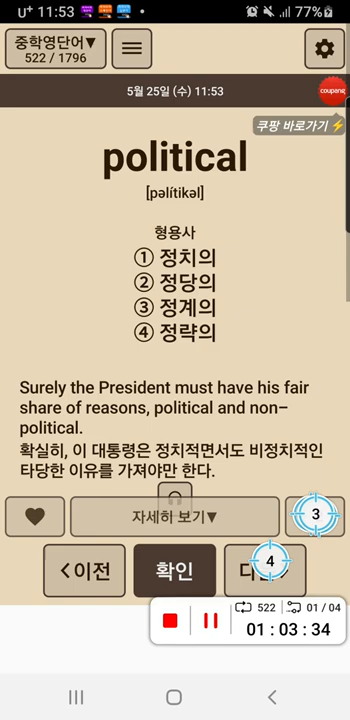 U+ 11:53 77%
중학영단어▼
522 / 1796
5월 25일 (수) 11:53
coupang
쿠팡 바로가기⚡
political
[pəlítikəl]
형용사
① 정치의
② 정당의
③ 정계의
④ 정략의
Surely the President must have his fair
share of reasons, political and non-
political.
확실히, 이 대통령은 정치적면서도 비정치적인
타당한 이유를 가져야만 한다.
자세히 보기▼
3
<이전
확인
4
522
01 / 04
01 : 03 : 34